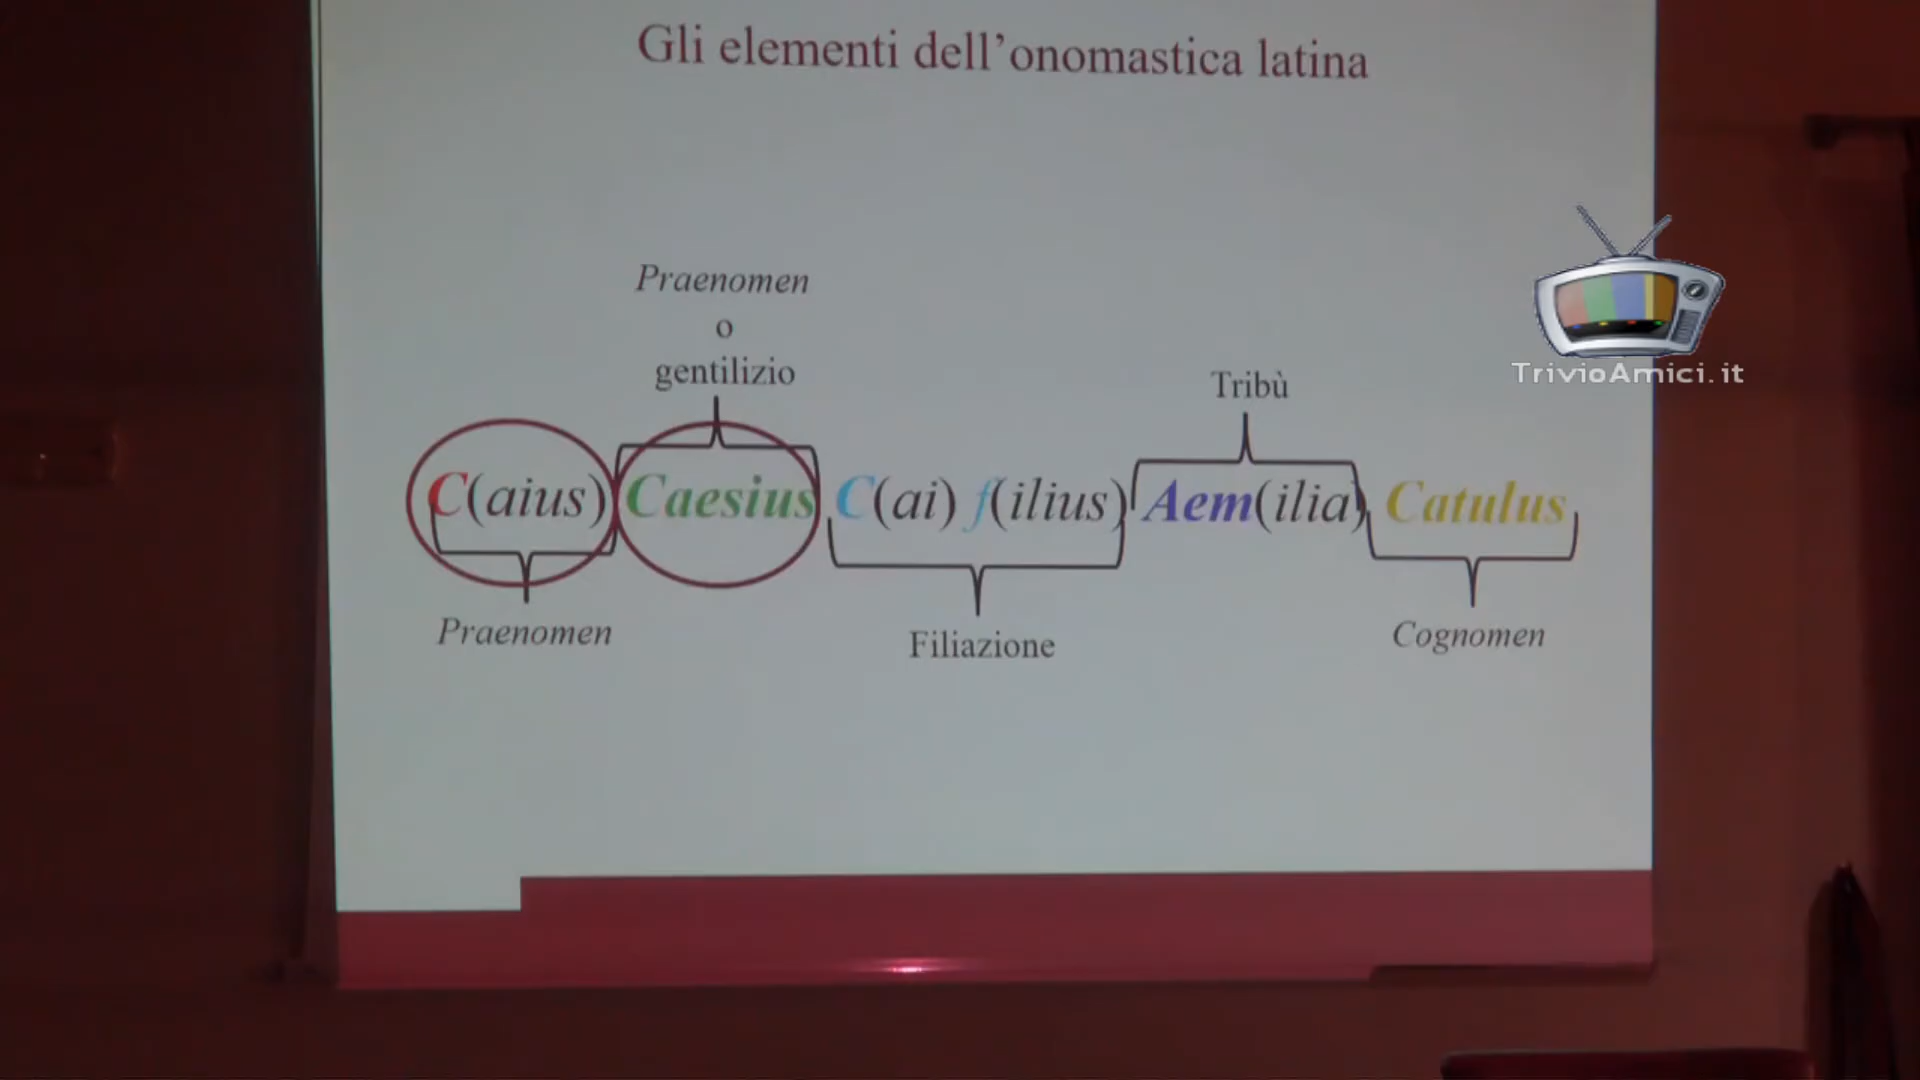 Gli elementi dell’onomastica latina
Praenomen
o
gentilizio
Tribù
C(aius) Caesius C(ai) f(ilius) Aem(ilia) Catulus
Praenomen
Filiazione
Cognomen
TrivioAmici.it